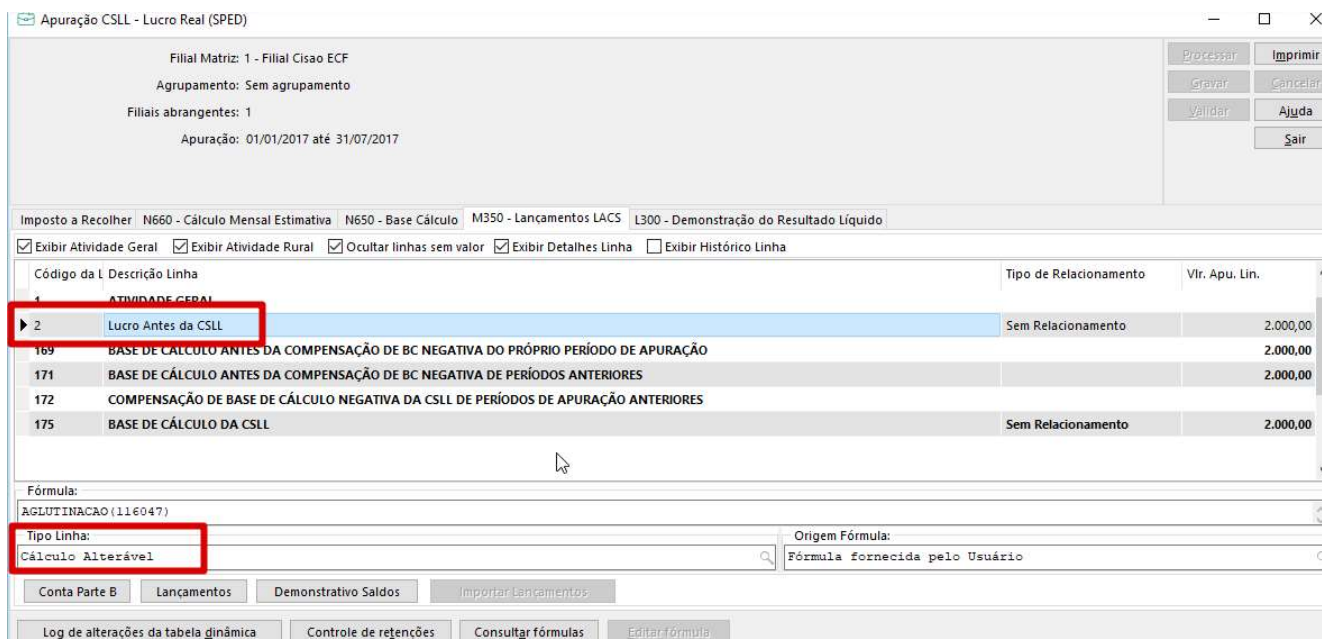 Apuração CSLL - Lucro Real (SPED)
Filial Matriz: 1 - Filial Cisao ECF
Agrupamento: Sem agrupamento
Filiais abrangentes: 1
Apuração: 01/01/2017 até 31/07/2017
Processar Imprimir
Gravar Cancelar
Validar Ajuda
Sair
Imposto a Recolher N660 - Cálculo Mensal Estimativa N650 - Base Cálculo M350 - Lançamentos LACS L300 - Demonstração do Resultado Líquido
Exibir Atividade Geral Exibir Atividade Rural Ocultar linhas sem valor Exibir Detalhes Linha Exibir Histórico Linha
Código da L Descrição Linha Tipo de Relacionamento Vlr. Apu. Lin.
1 ATIVIDADE GERAL
2 Lucro Antes da CSLL Sem Relacionamento 2.000,00
169 BASE DE CÁLCULO ANTES DA COMPENSAÇÃO DE BC NEGATIVA DO PRÓPRIO PERÍODO DE APURAÇÃO 2.000,00
171 BASE DE CÁLCULO ANTES DA COMPENSAÇÃO DE BC NEGATIVA DE PERÍODOS ANTERIORES 2.000,00
172 COMPENSAÇÃO DE BASE DE CÁLCULO NEGATIVA DA CSLL DE PERÍODOS DE APURAÇÃO ANTERIORES
175 BASE DE CÁLCULO DA CSLL Sem Relacionamento 2.000,00
Fórmula:
AGLUTINACAO(116047)
Tipo Linha: Origem Fórmula:
Cálculo Alterável Fórmula fornecida pelo Usuário
Conta Parte B Lançamentos Demonstrativo Saldos Importar Lançamentos
Log de alterações da tabela dinâmica Controle de retenções Consultar fórmulas Editar fórmula